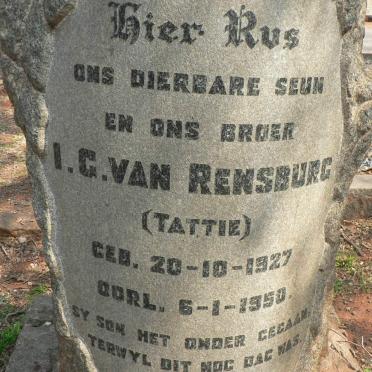 Hier Rus
ONS DIERBARE SEUN
EN ONS BROER
I.G. VAN RENSBURG
(TATTIE)
GEB. 20-10-1927
OORL. 6-1-1950.
SY SON HET ONDER GEGAAN
TERWYL DIT NOG DAG WAS.